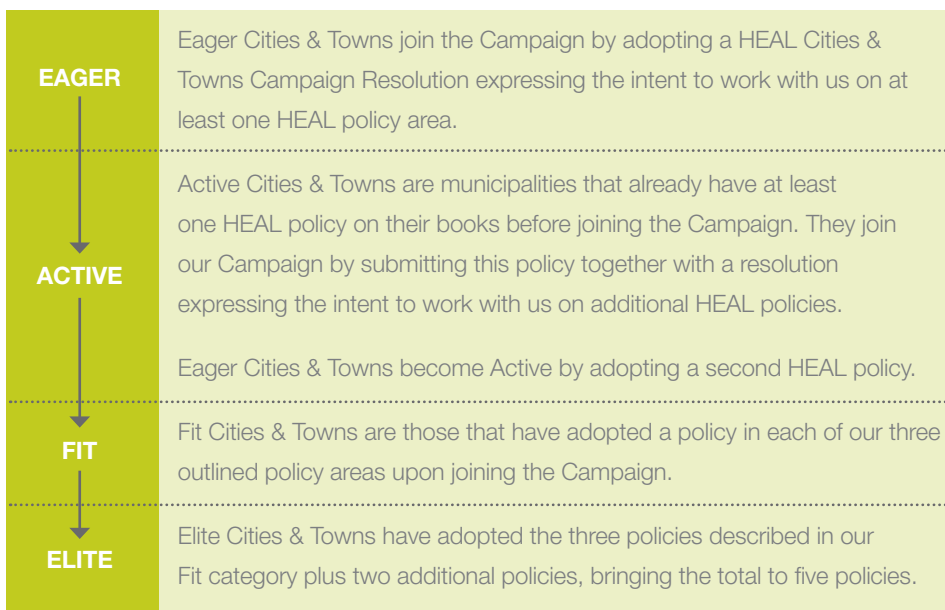 EAGER
Eager Cities & Towns join the Campaign by adopting a HEAL Cities &
Towns Campaign Resolution expressing the intent to work with us on at
least one HEAL policy area.
ACTIVE
Active Cities & Towns are municipalities that already have at least
one HEAL policy on their books before joining the Campaign. They join
our Campaign by submitting this policy together with a resolution
expressing the intent to work with us on additional HEAL policies.
Eager Cities & Towns become Active by adopting a second HEAL policy.
FIT
Fit Cities & Towns are those that have adopted a policy in each of our three
outlined policy areas upon joining the Campaign.
ELITE
Elite Cities & Towns have adopted the three policies described in our
Fit category plus two additional policies, bringing the total to five policies.